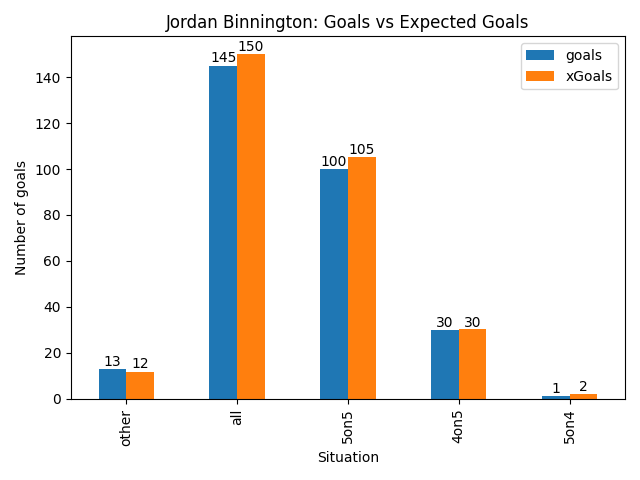 Jordan Binnington: Goals vs Expected Goals
goals
xGoals
Number of goals
140
120
100
80
60
40
20
0
13
12
145
150
100
105
30
30
1
2
other
all
5on5
4on5
5on4
Situation